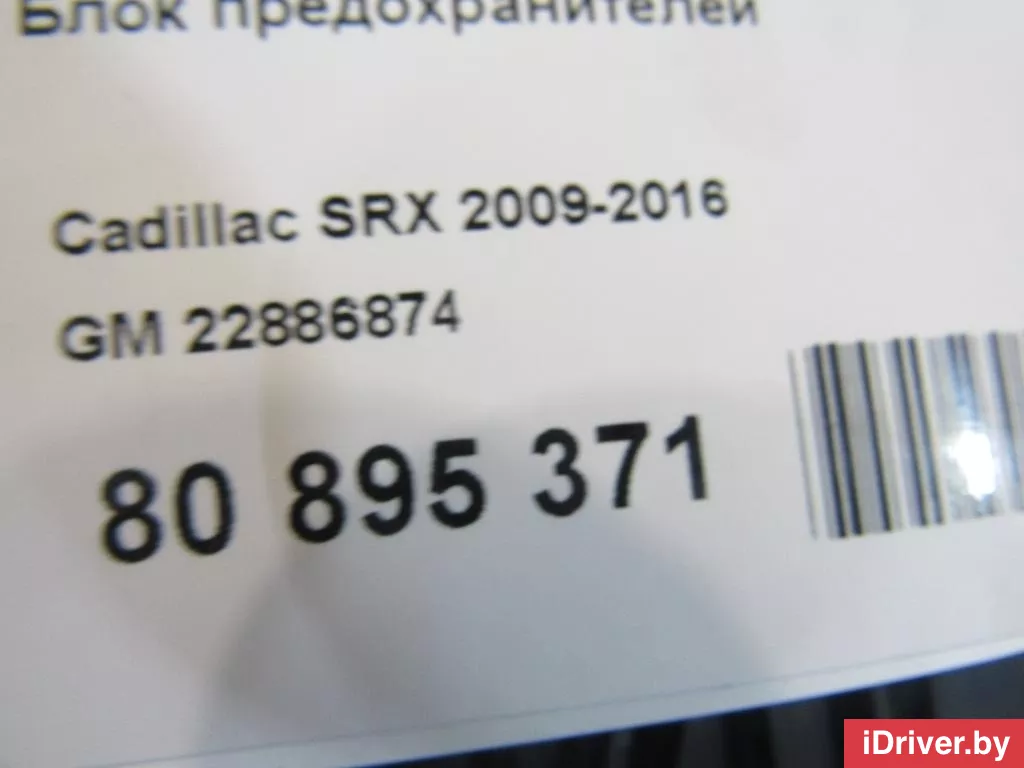 Блок предохранителей
Cadillac SRX 2009-2016
GM 22886874
80 895 371
iDriver.by